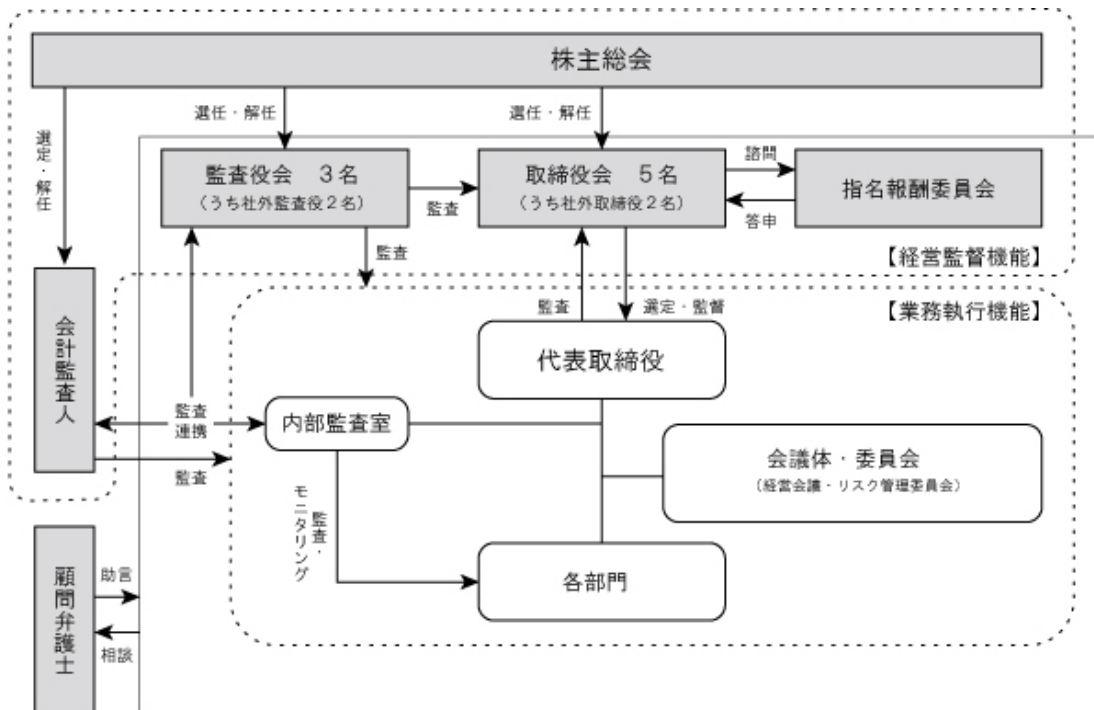 株主総会
選任・解任
選任・解任
選定・解任
監査役会 3名
(うち社外監査役2名)
監査
取締役会 5名
(うち社外取締役2名)
諮問
答申
指名報酬委員会
【経営監督機能】
監査
監査
選定・監督
【業務執行機能】
会計監査人
代表取締役
監査
連携
内部監査室
監査
会議体・委員会
(経営会議・リスク管理委員会)
監査・
モニタリング
各部門
顧問弁護士
助言
相談